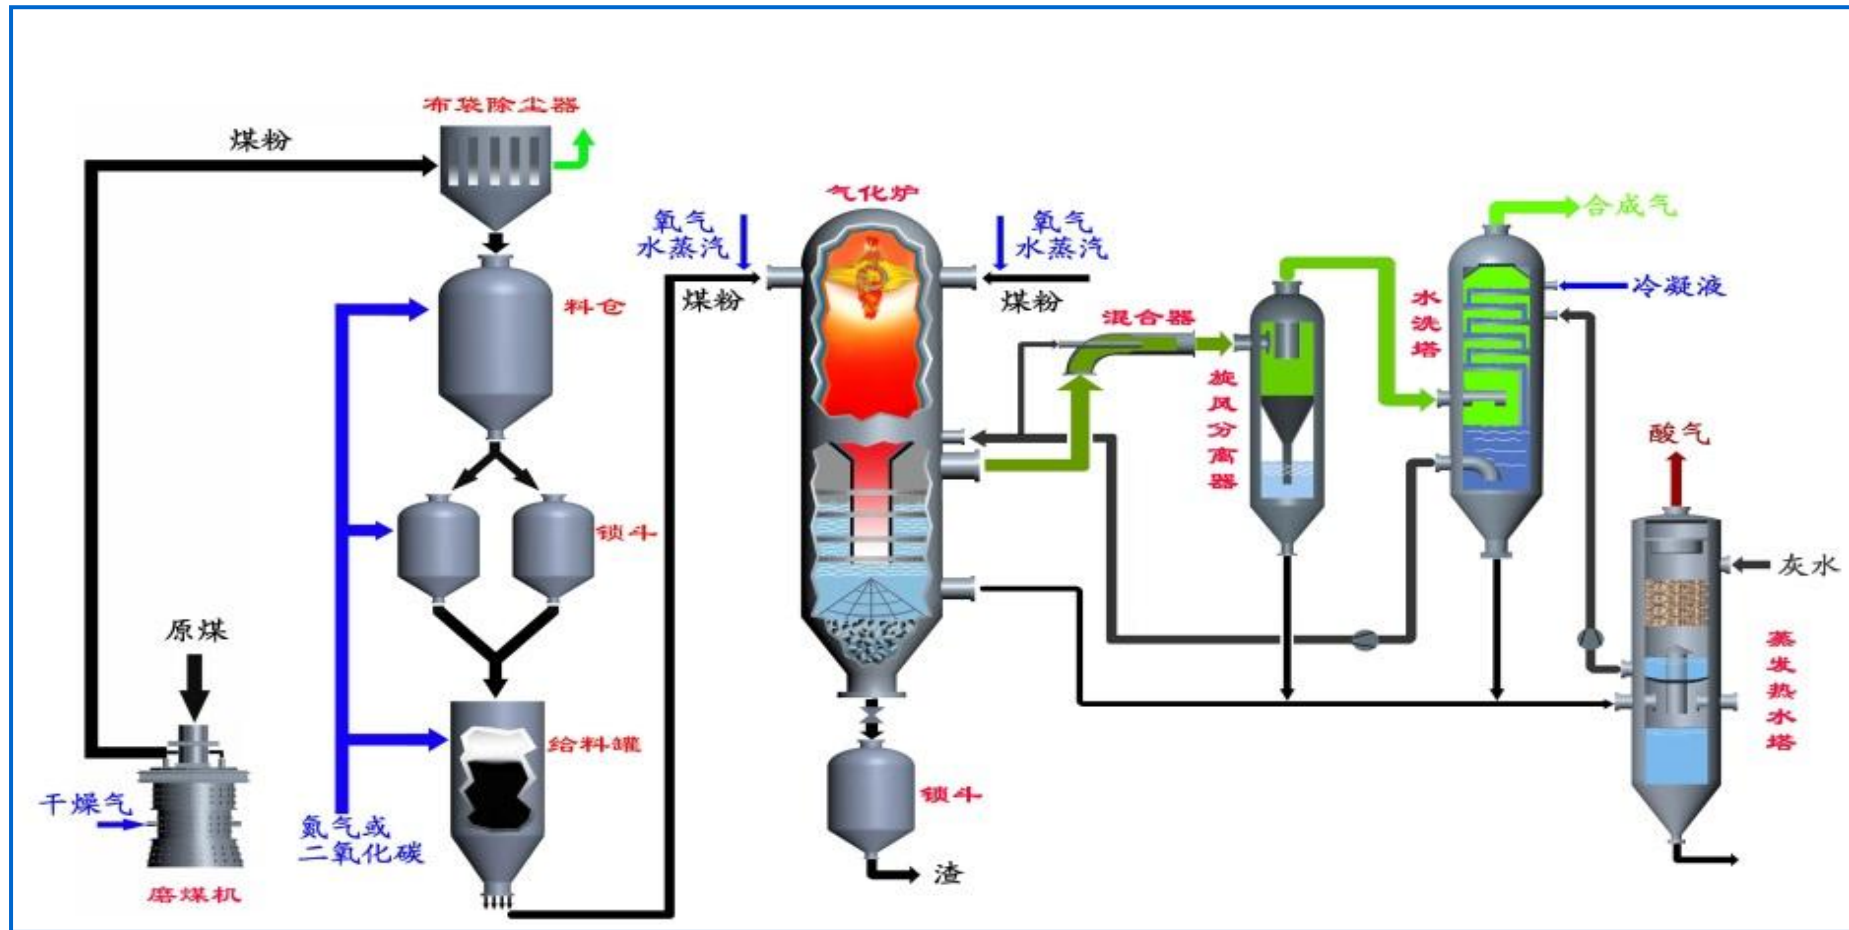 布袋除尘器
煤粉
气化炉
氧气
水蒸汽
氧气
水蒸汽
合成气
煤粉
煤粉
料仓
冷凝液
水洗塔
混合器
旋风分离器
酸气
锁斗
灰水
原煤
蒸发热水塔
给料罐
干燥气
锁斗
氮气或
二氧化碳
渣
磨煤机